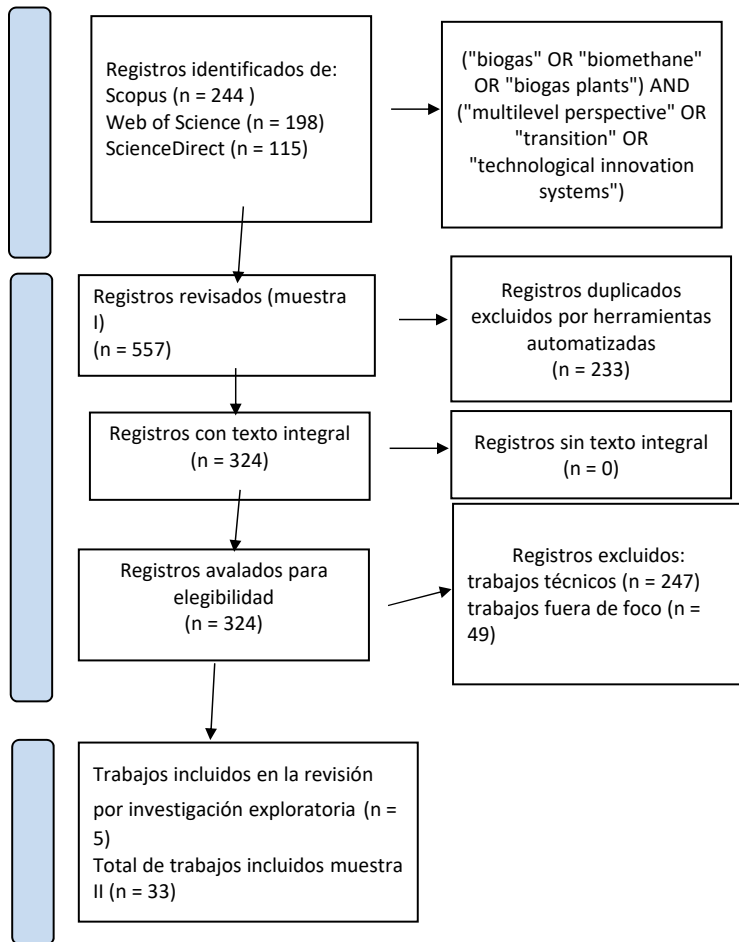 Registros identificados de:
Scopus (n = 244 )
Web of Science (n = 198)
ScienceDirect (n = 115)
("biogas" OR "biomethane"
OR "biogas plants") AND
("multilevel perspective" OR
"transition" OR
"technological innovation
systems")
Registros revisados (muestra
I)
(n = 557)
Registros duplicados
excluidos por herramientas
automatizadas
(n = 233)
Registros con texto integral
(n = 324)
Registros sin texto integral
(n = 0)
Registros avalados para
elegibilidad
(n = 324)
Registros excluidos:
trabajos técnicos (n = 247)
trabajos fuera de foco (n =
49)
Trabajos incluidos en la revisión
por investigación exploratoria (n =
5)
Total de trabajos incluidos muestra
II (n = 33)